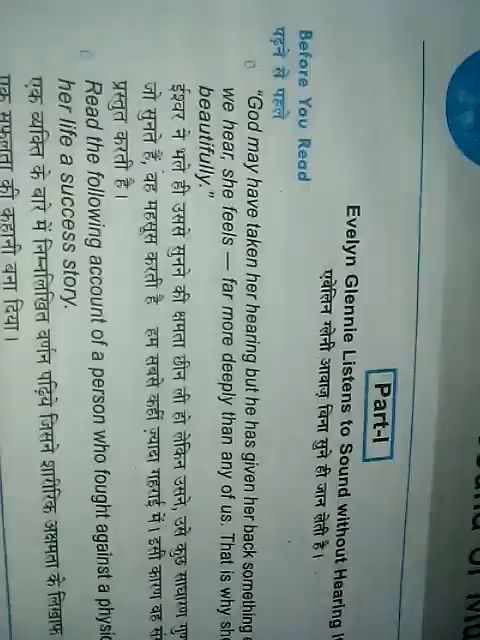 Part-I
Evelyn Glennie Listens to Sound without Hearing
एवेलिन ग्लेनी आवाज़ बिना सुने ही जान लेती है।
Before You Read
पढ़ने से पहले
"God may have taken her hearing but he has given her back something
we hear, she feels — far more deeply than any of us. That is why
beautifully."
ईश्वर ने भले ही उससे सुनने की क्षमता छीन ली हो लेकिन उसने, उसे कुछ साधारण
जो सुनते हैं, वह महसूस करती है हम सबसे कहीं ज़्यादा गहराई में। इसी कारण वह
प्रस्तुत करती है।
Read the following account of a person who fought against a
her life a success story.
एक व्यक्ति के बारे में निम्नलिखित वर्णन पढ़िये जिसने शारीरिक अक्षमता के खिलाफ
एक सफलता की कहानी बना दिया।